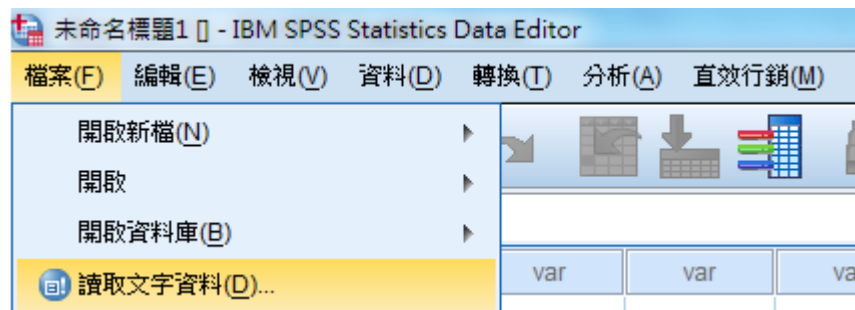 未命名標題1 [] - IBM SPSS Statistics Data Editor
檔案(F) 編輯(E) 檢視(V) 資料(D) 轉換(T) 分析(A) 直效行銷(M)
開啟新檔(N)
開啟
開啟資料庫(B)
讀取文字資料(D)...
var var va